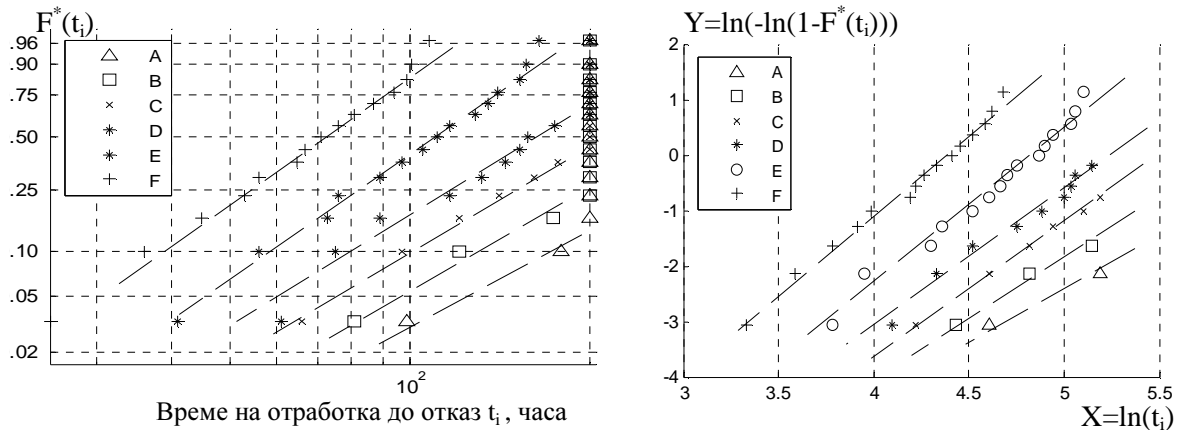 F*(tᵢ)
.96
.90
.75
.50
.25
.10
.05
.02
A
B
C
D
E
F
10²
Време на отработка до отказ tᵢ , часа
Y=ln(-ln(1-F*(tᵢ)))
3
2
1
0
-1
-2
-3
-4
A
B
C
D
E
F
3
3.5
4
4.5
5
5.5
X=ln(tᵢ)